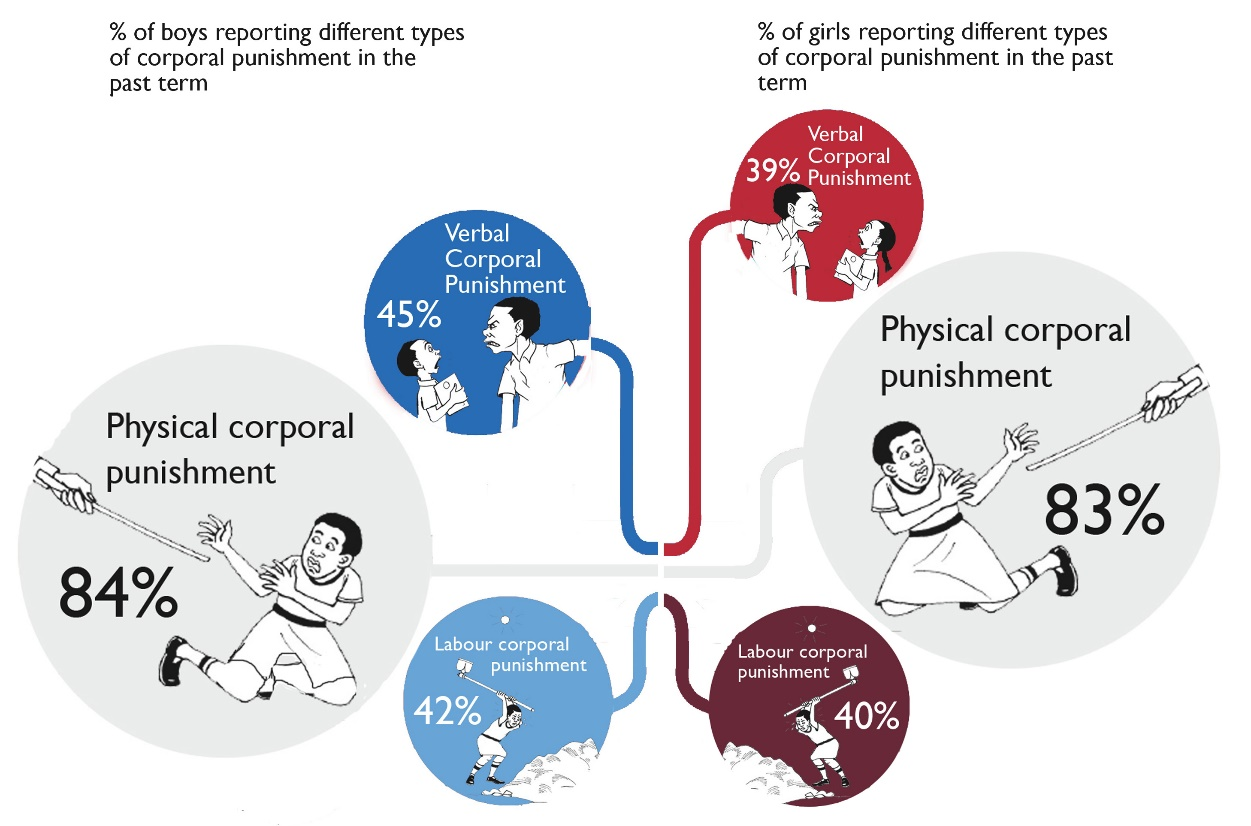 % of boys reporting different types
of corporal punishment in the
past term
% of girls reporting different types
of corporal punishment in the past
term
Verbal
Corporal
Punishment
45%
Physical corporal
punishment
84%
Labour corporal
punishment
42%
39%
Verbal
Corporal
Punishment
Physical corporal
punishment
83%
Labour corporal
punishment
40%